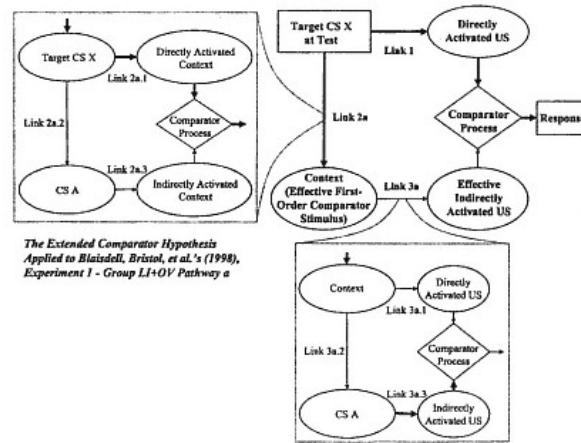 Target CS X
Link 2a.1
Directly Activated
Context
Link 2a.2
Comparator
Process
CS A
Link 2a.3
Indirectly Activated
Context
Target CS X
at Test
Link 1
Directly
Activated US
Link 2a
Comparator
Process
Response
Context
(Effective First-
Order Comparator
Stimulus)
Link 3a
Effective
Indirectly
Activated US
The Extended Comparator Hypothesis
Applied to Blaisdell, Bristol, et al.'s (1998),
Experiment 1 - Group LI+OV Pathway a
Context
Link 3a.1
Directly
Activated US
Link 3a.2
Comparator
Process
CS A
Link 3a.3
Indirectly
Activated US